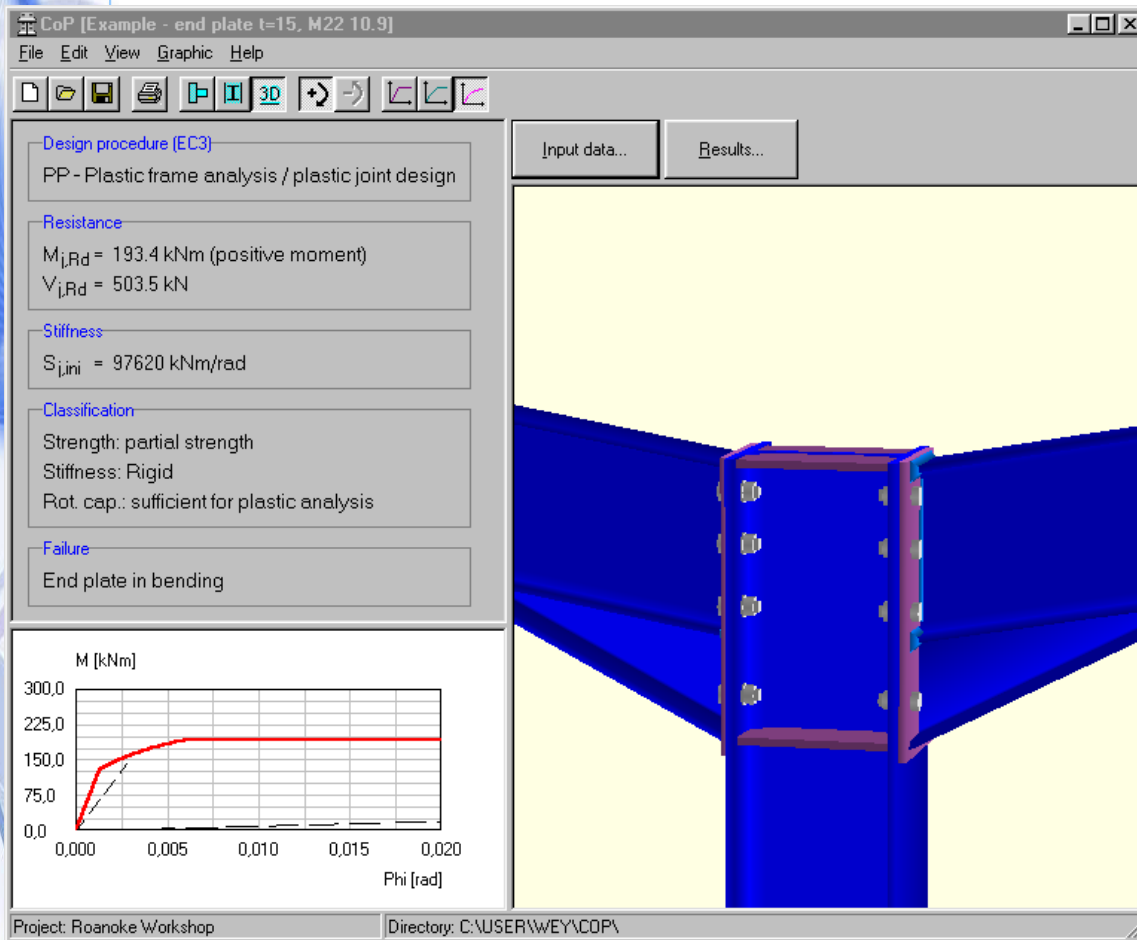 CoP [Example - end plate t=15, M22 10.9]
File Edit View Graphic Help
3D
Input data... Results...
Design procedure (EC3)
PP - Plastic frame analysis / plastic joint design
Resistance
Mj,Rd = 193.4 kNm (positive moment)
Vj,Rd = 503.5 kN
Stiffness
Sj,ini = 97620 kNm/rad
Classification
Strength: partial strength
Stiffness: Rigid
Rot. cap.: sufficient for plastic analysis
Failure
End plate in bending
M [kNm]
300,0
225,0
150,0
75,0
0,0
0,000 0,005 0,010 0,015 0,020
Phi [rad]
Project: Roanoke Workshop Directory: C:\USER\WEY\COP\